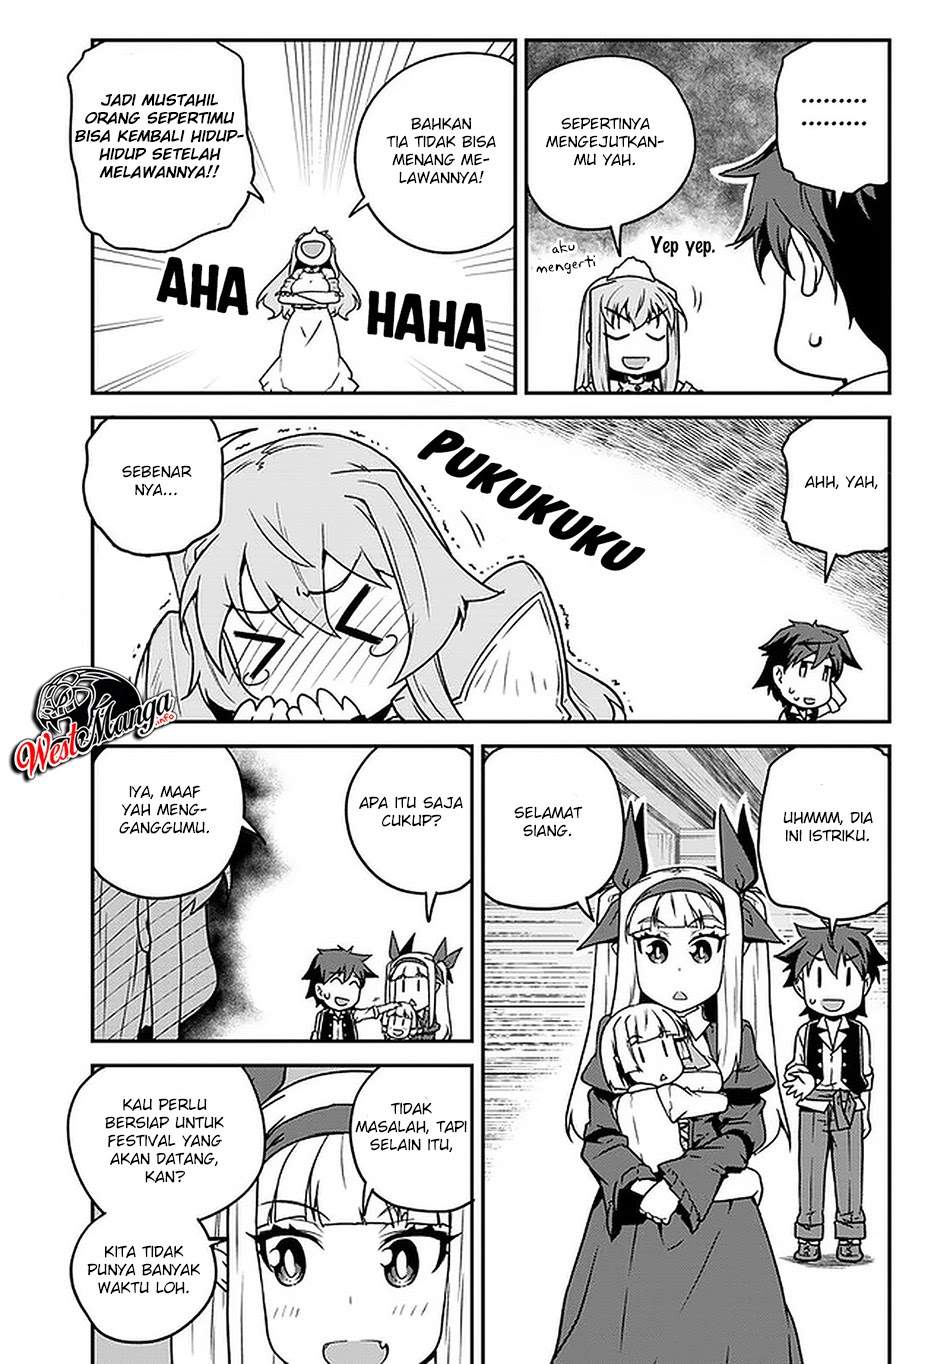 ..........
..........
SEPERTINYA
MENGEJUTKAN-
MU YAH.
aku
mengerti
Yep yep.
BAHKAN
TIA TIDAK BISA
MENANG ME-
LAWANNYA!
JADI MUSTAHIL
ORANG SEPERTIMU
BISA KEMBALI HIDUP-
HIDUP SETELAH
MELAWANNYA!!
AHA
HAHA
AHH, YAH,
PUKUKUKU
SEBENAR
NYA...
UHMMM, DIA
INI ISTRIKU.
SELAMAT
SIANG.
APA ITU SAJA
CUKUP?
IYA, MAAF
YAH MENG-
GANGGUMU.
TIDAK
MASALAH, TAPI
SELAIN ITU,
KAU PERLU
BERSIAP UNTUK
FESTIVAL YANG
AKAN DATANG,
KAN?
KITA TIDAK
PUNYA BANYAK
WAKTU LOH.
WestManga
.info